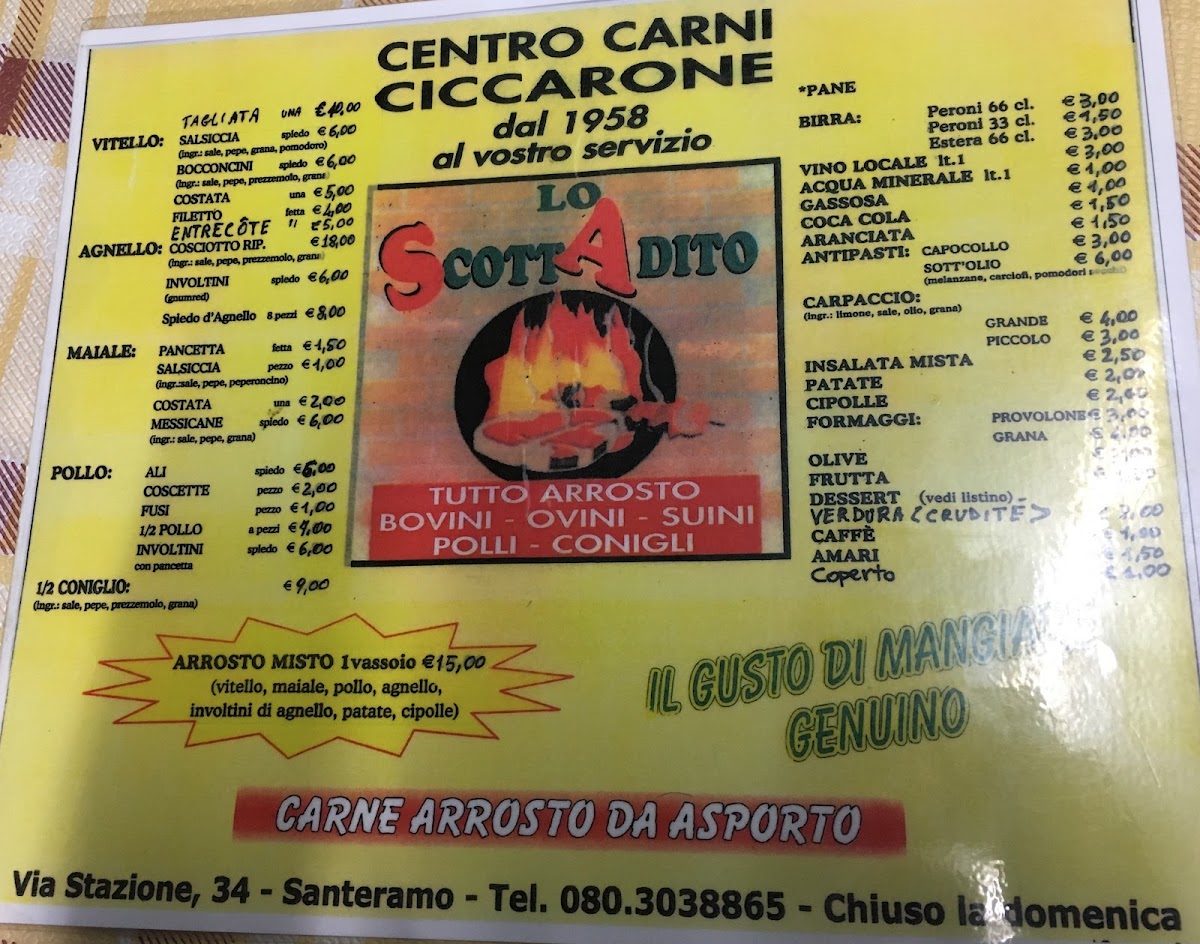 CENTRO CARNI
CICCARONE
dal 1958
al vostro servizio
TAGLIATA UNA €10,00
VITELLO: SALSICCIA spiedo €6,00
(ingr.: sale, pepe, grana, pomodoro)
BOCCONCINI spiedo €6,00
(ingr.: sale, pepe, prezzemolo, grana)
COSTATA una €5,00
FILETTO fetta €4,00
ENTRECÔTE " €5,00
AGNELLO: COSCIOTTO RIP. €18,00
(ingr.: sale, pepe, prezzemolo, grana)
INVOLTINI spiedo €6,00
Spiedo d'Agnello 8 pezzi €8,00
MAIALE: PANCETTA fetta €1,50
SALSICCIA pezzo €1,00
(ingr.:sale, pepe, peperoncino)
COSTATA una €2,00
MESSICANE spiedo €6,00
(ingr.: sale, pepe, grana)
POLLO: ALI spiedo €5,00
COSCETTE pezzo €2,00
FUSI pezzo €1,00
1/2 POLLO a pezzi €4,00
INVOLTINI spiedo €6,00
con pancetta
1/2 CONIGLIO: €9,00
(ingr.: sale, pepe, prezzemolo, grana)
LO
SCOTTADITO
TUTTO ARROSTO
BOVINI - OVINI - SUINI
POLLI - CONIGLI
*PANE
BIRRA: Peroni 66 cl. €3,00
Peroni 33 cl. €1,50
Estera 66 cl. €3,00
VINO LOCALE lt.1 €3,00
ACQUA MINERALE lt.1 €1,00
GASSOSA €1,00
COCA COLA €1,50
ARANCIATA €1,50
ANTIPASTI: CAPOCOLLO €3,00
SOTT'OLIO €6,00
(melanzane, carciofi, pomodori
CARPACCIO:
(ingr.: limone, sale, olio, grana)
GRANDE €4,00
PICCOLO €3,00
INSALATA MISTA €2,50
PATATE €2,00
CIPOLLE €2,00
FORMAGGI: PROVOLONE €3,00
GRANA
OLIVE
FRUTTA
DESSERT (vedi listino)
VERDURA (CRUDITÉ)
CAFFÈ
AMARI €1,50
Coperto €1,00
ARROSTO MISTO 1vassoio €15,00
(vitello, maiale, pollo, agnello,
involtini di agnello, patate, cipolle)
IL GUSTO DI MANGIARE
GENUINO
CARNE ARROSTO DA ASPORTO
Via Stazione, 34 - Santeramo - Tel. 080.3038865 - Chiuso la domenica